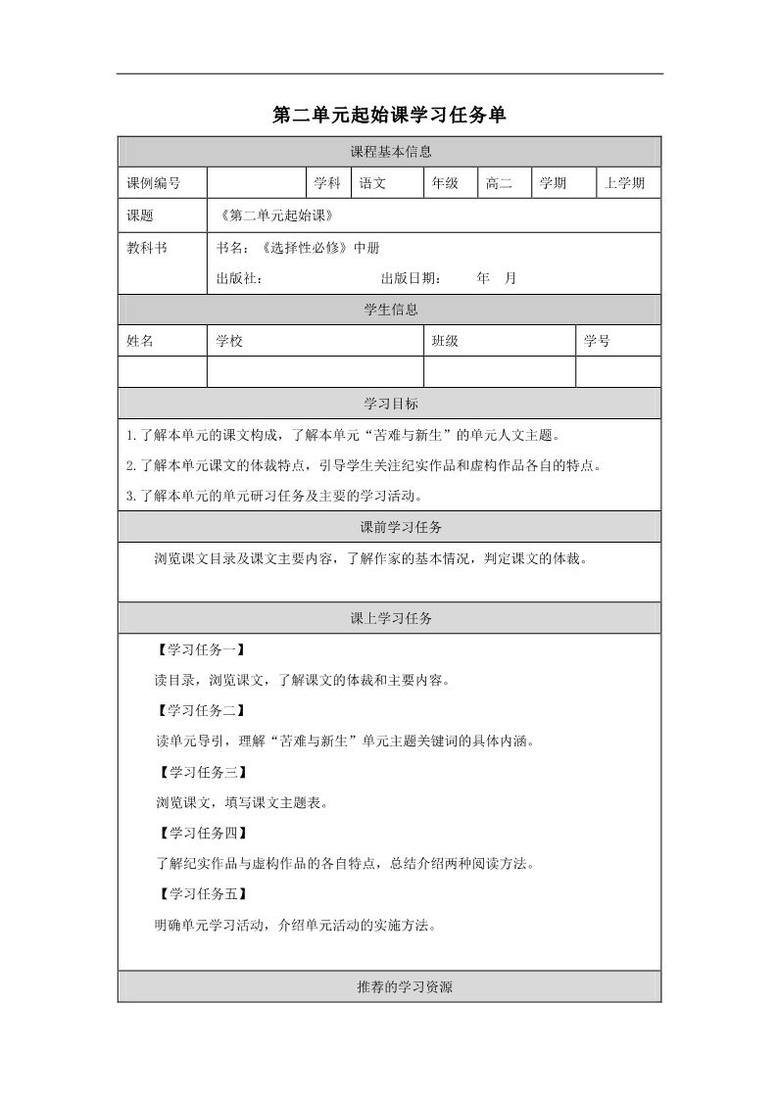 第二单元起始课学习任务单
课程基本信息
课例编号 学科 语文 年级 高二 学期 上学期
课题 《第二单元起始课》
教科书 书名：《选择性必修》中册
出版社： 出版日期： 年 月
学生信息
姓名 学校 班级 学号
学习目标
1.了解本单元的课文构成，了解本单元“苦难与新生”的单元人文主题。
2.了解本单元课文的体裁特点，引导学生关注纪实作品和虚构作品各自的特点。
3.了解本单元的单元研习任务及主要的学习活动。
课前学习任务
浏览课文目录及课文主要内容，了解作家的基本情况，判定课文的体裁。
课上学习任务
【学习任务一】
读目录，浏览课文，了解课文的体裁和主要内容。
【学习任务二】
读单元导引，理解“苦难与新生”单元主题关键词的具体内涵。
【学习任务三】
浏览课文，填写课文主题表。
【学习任务四】
了解纪实作品与虚构作品的各自特点，总结介绍两种阅读方法。
【学习任务五】
明确单元学习活动，介绍单元活动的实施方法。
推荐的学习资源